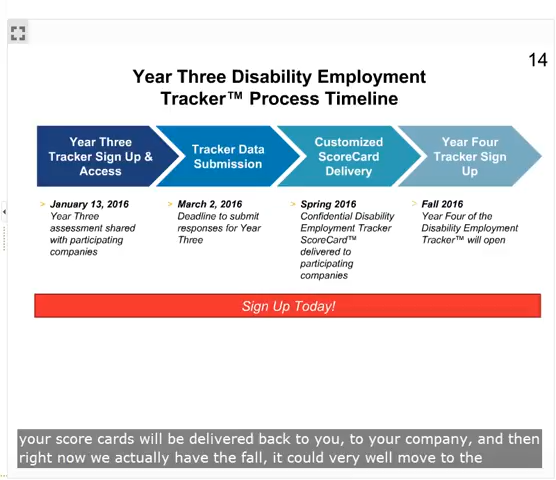 14
Year Three Disability Employment
Tracker™ Process Timeline
Year Three
Tracker Sign Up &
Access
Tracker Data
Submission
Customized
ScoreCard
Delivery
Year Four
Tracker Sign
Up
> January 13, 2016
Year Three
assessment shared
with participating
companies
> March 2, 2016
Deadline to submit
responses for Year
Three
> Spring 2016
Confidential Disability
Employment Tracker
ScoreCard™
delivered to
participating
companies
> Fall 2016
Year Four of the
Disability Employment
Tracker™ will open
Sign Up Today!
your score cards will be delivered back to you, to your company, and then
right now we actually have the fall, it could very well move to the